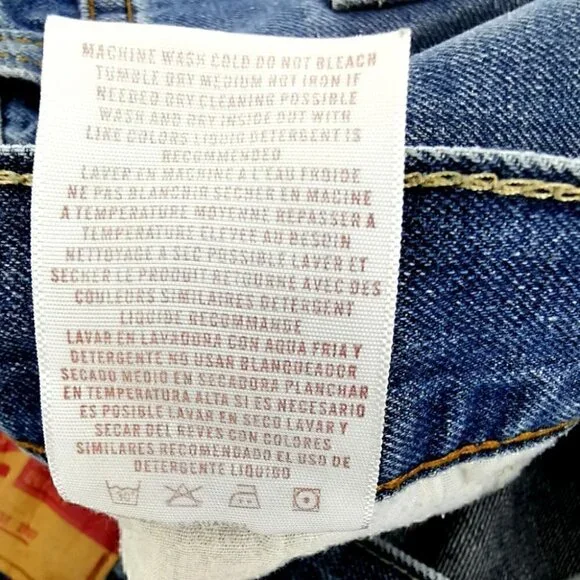 MACHINE WASH COLD DO NOT BLEACH
TUMBLE DRY MEDIUM HOT IRON IF
NEEDED DRY CLEANING POSSIBLE
WASH AND DRY INSIDE OUT WITH
LIKE COLORS LIQUID DETERGENT IS
RECOMMENDED
LAVER EN MACHINE A L'EAU FROIDE
NE PAS BLANCHIR SECHER EN MACINE
A TEMPERATURE MOYENNE REPASSER A
TEMPERATURE ELEVEE AU BESOIN
NETTOYAGE A SEC POSSIBLE LAVER ET
SECHER LE PRODUIT RETOURNE AVEC DES
COULEURS SIMILAIRES DETERGENT
LIQUIDE RECOMMANDE
LAVAR EN LAVADORA CON AQUA FRIA Y
DETERGENTE NO USAR BLANQUEADOR
SECADO MEDIO EN SECADORA PLANCHAR
EN TEMPERATURA ALTA SI ES NECESARIO
ES POSIBLE LAVAR EN SECO LAVAR Y
SECAR DEL REVES CON COLORES
SIMILARES RECOMENDADO EL USO DE
DETERGENTE LIQUIDO
30°